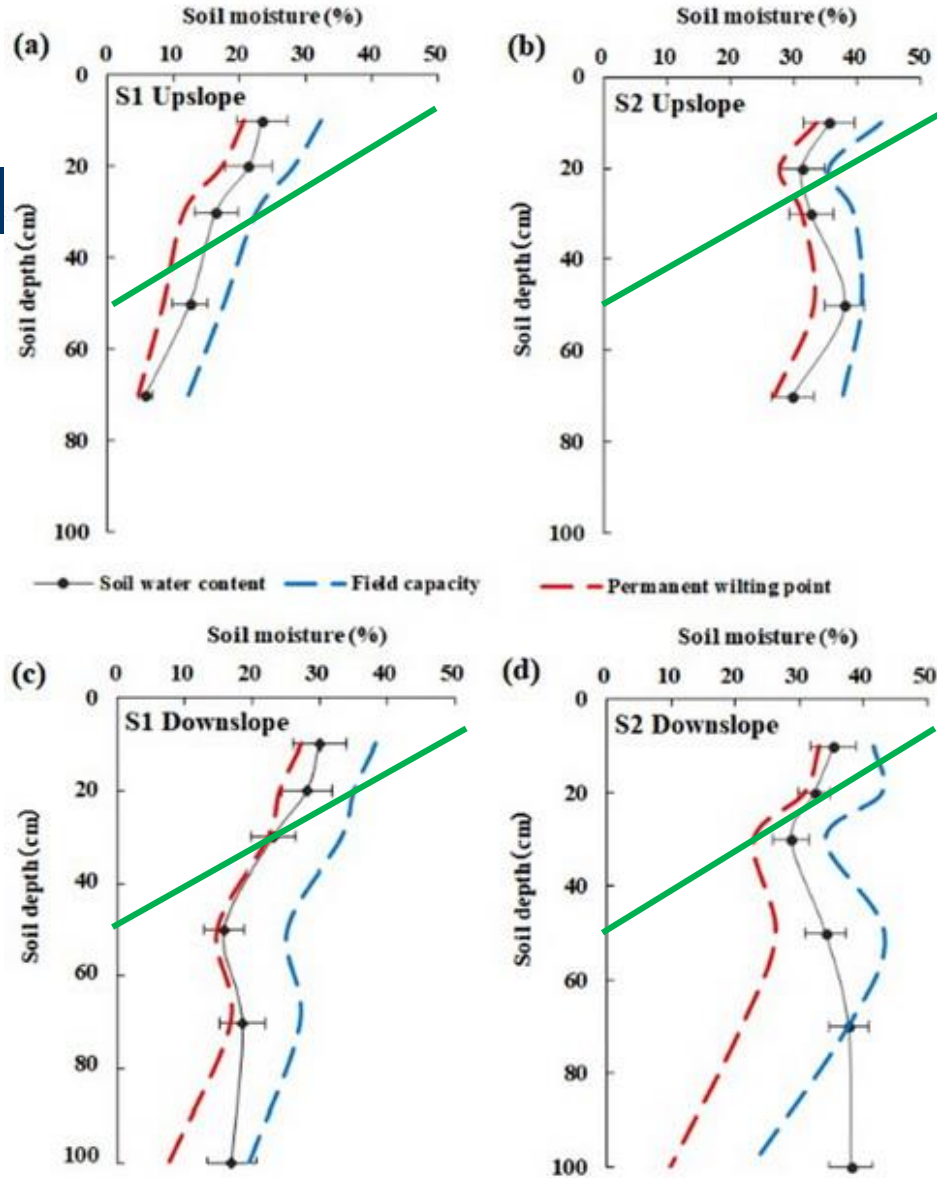 Soil moisture (%)
(a)
0 10 20 30 40 50
0
20
40
60
80
100
Soil depth(cm)
S1 Upslope
Soil moisture (%)
(b)
0 10 20 30 40 50
0
20
40
60
80
100
Soil depth(cm)
S2 Upslope
Soil water content Field capacity Permanent wilting point
Soil moisture (%)
(c)
0 10 20 30 40 50
0
20
40
60
80
100
Soil depth(cm)
S1 Downslope
Soil moisture (%)
(d)
0 10 20 30 40 50
0
20
40
60
80
100
Soil depth(cm)
S2 Downslope